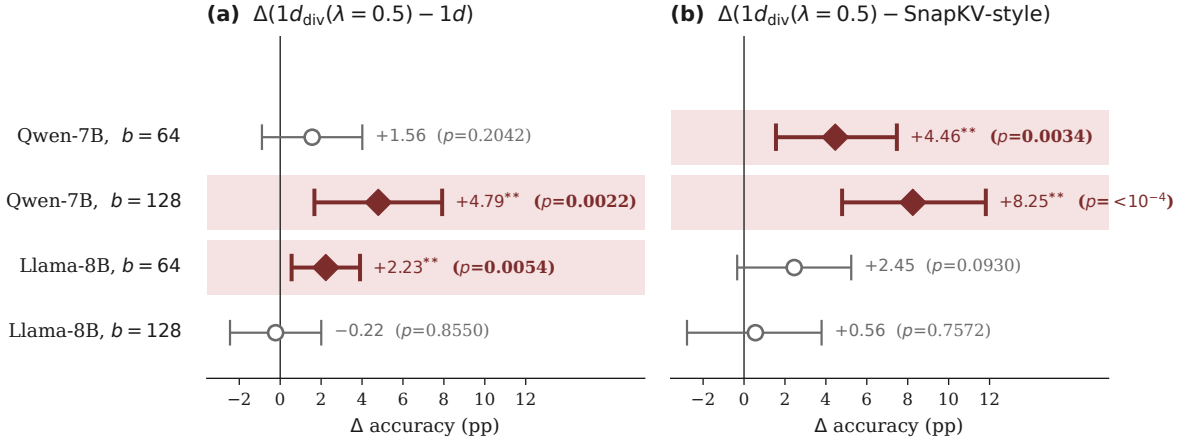 (a) Δ(1d_div(λ = 0.5) − 1d)
(b) Δ(1d_div(λ = 0.5) − SnapKV-style)
Qwen-7B, b = 64
+1.56 (p=0.2042)
+4.46** (p=0.0034)
Qwen-7B, b = 128
+4.79** (p=0.0022)
+8.25** (p=<10⁻⁴)
Llama-8B, b = 64
+2.23** (p=0.0054)
+2.45 (p=0.0930)
Llama-8B, b = 128
−0.22 (p=0.8550)
+0.56 (p=0.7572)
−2 0 2 4 6 8 10 12
−2 0 2 4 6 8 10 12
Δ accuracy (pp)
Δ accuracy (pp)